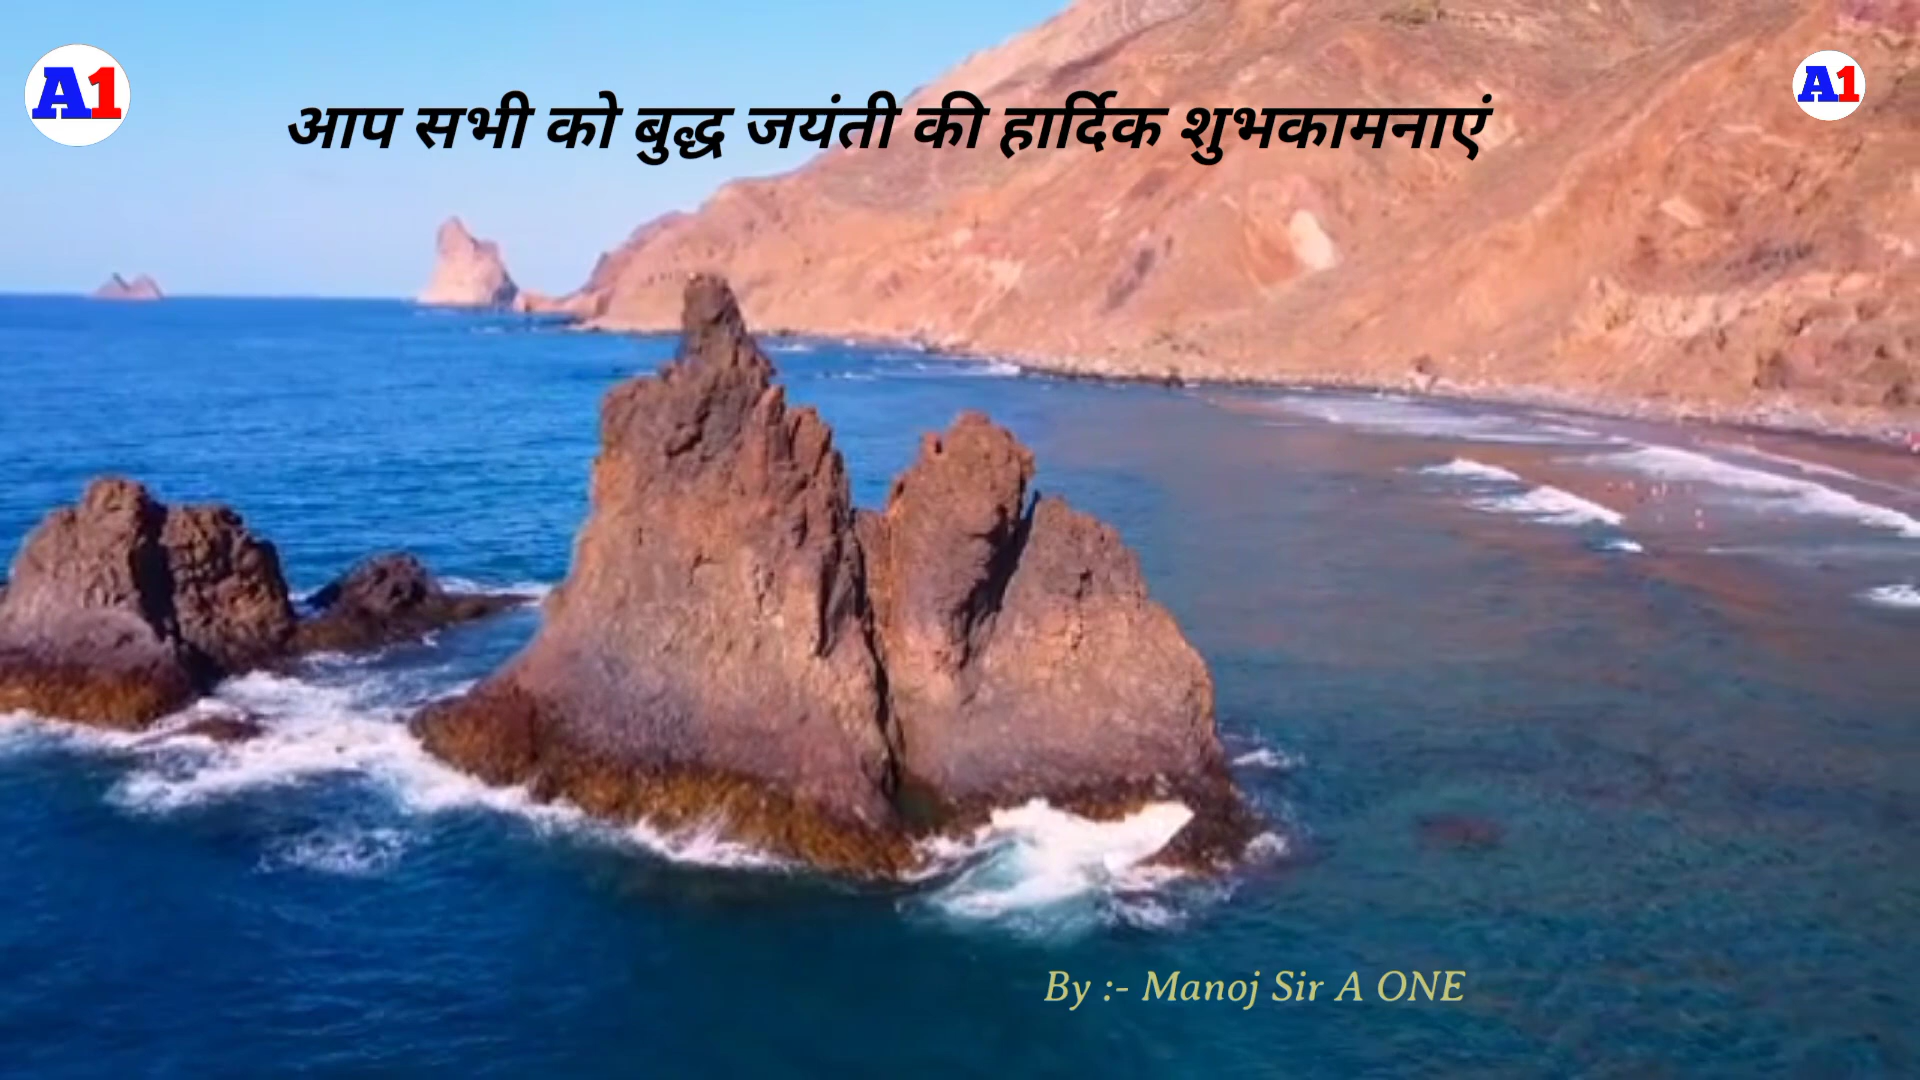 A1
A1
आप सभी को बुद्ध जयंती की हार्दिक शुभकामनाएं
By :- Manoj Sir A ONE